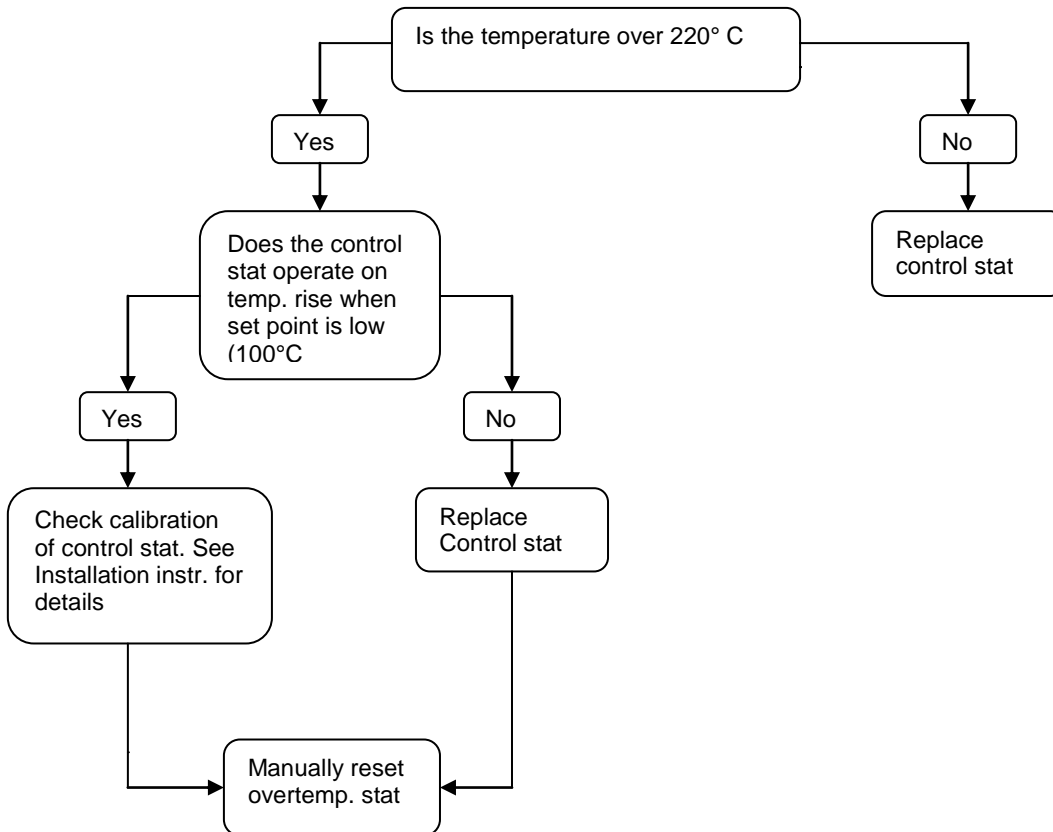 Is the temperature over 220° C
Yes
No
Does the control
stat operate on
temp. rise when
set point is low
(100°C
Replace
control stat
Yes
No
Check calibration
of control stat. See
Installation instr. for
details
Replace
Control stat
Manually reset
overtemp. stat